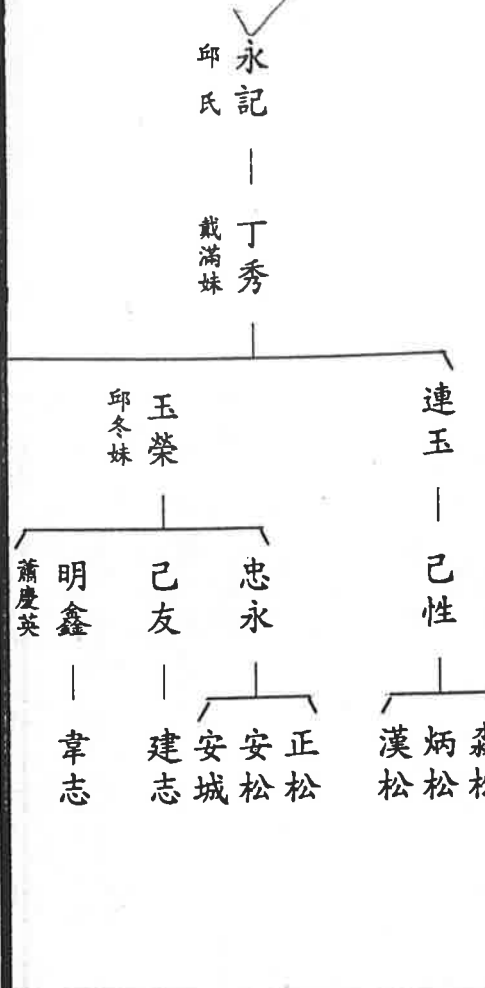 永記
邱氏
丁秀
戴滿妹
連玉
玉榮
邱冬妹
己性
忠永
己友
明鑫
蕭慶英
炳松
漢松
正松
安松
安城
建志
韋志